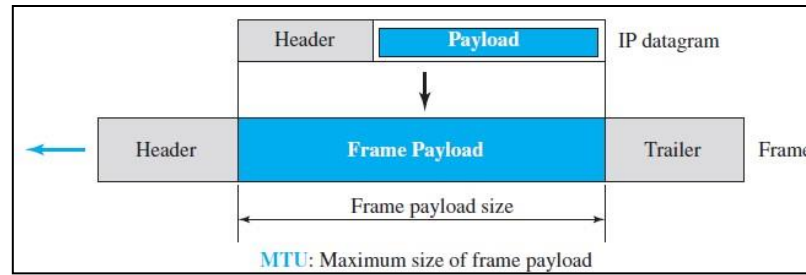 Header Payload IP datagram
Header Frame Payload Trailer Frame
Frame payload size
MTU: Maximum size of frame payload